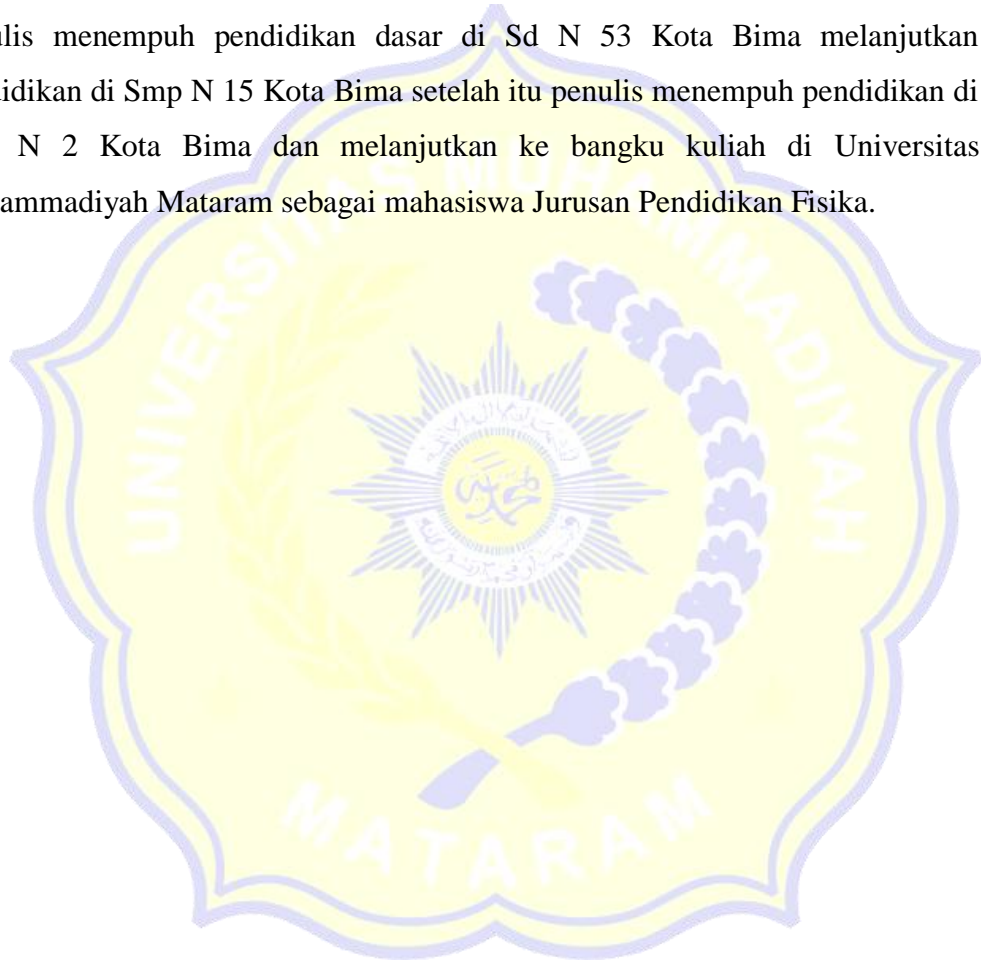 ulis menempuh pendidikan dasar di Sd N 53 Kota Bima melanjutkan
idikan di Smp N 15 Kota Bima setelah itu penulis menempuh pendidikan di
N 2 Kota Bima dan melanjutkan ke bangku kuliah di Universitas
ammadiyah Mataram sebagai mahasiswa Jurusan Pendidikan Fisika.
UNIVERSITAS MUHAMMADIYAH
MATARAM